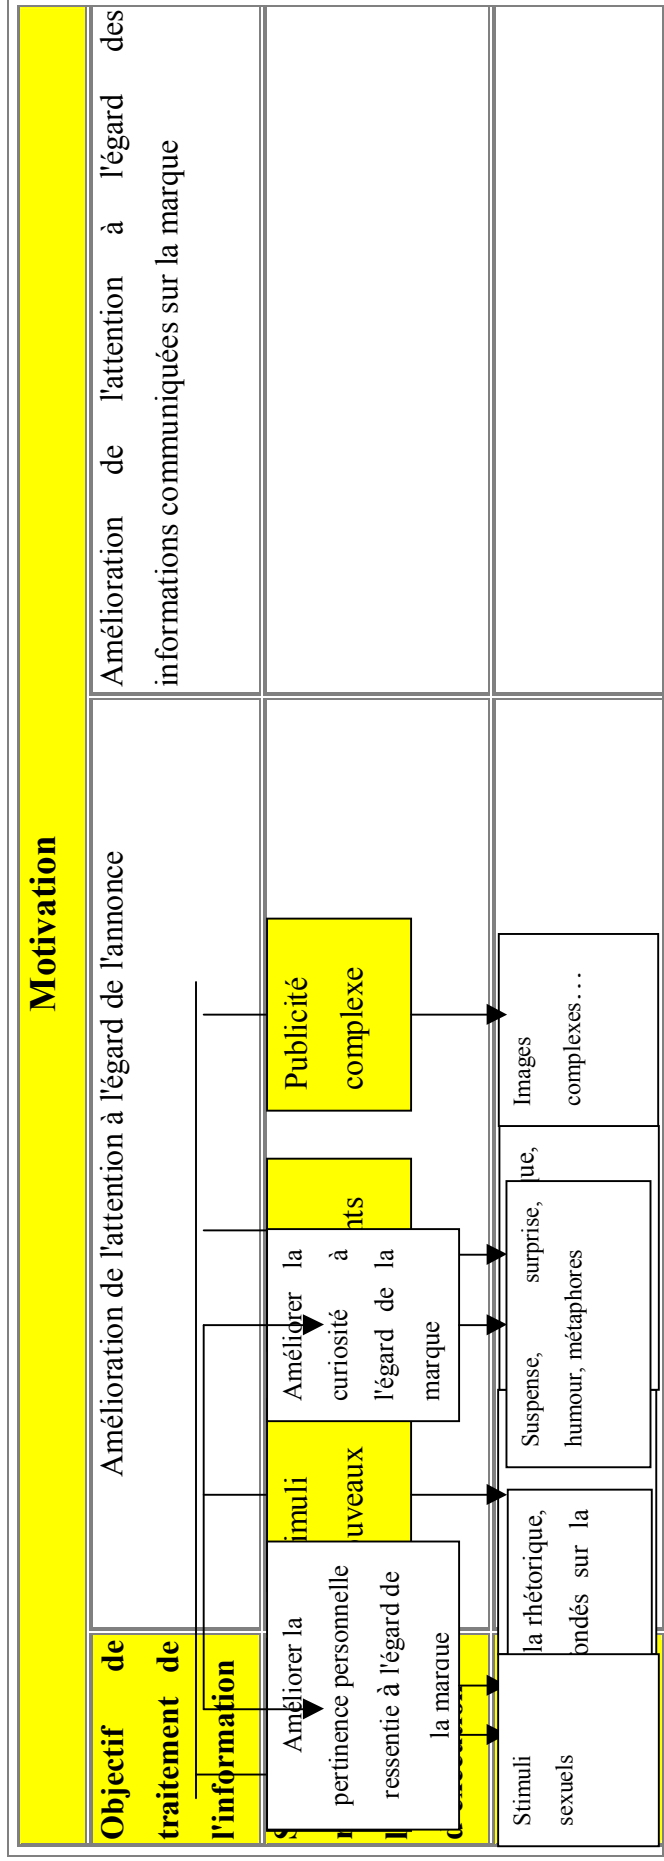 Motivation
Objectif de
traitement de
l'information
Amélioration de l'attention à l'égard de l'annonce
Amélioration de l'attention à l'égard des
informations communiquées sur la marque
Améliorer la
pertinence personnelle
ressentie à l'égard de
la marque
Améliorer la
curiosité à
l'égard de la
marque
Publicité
complexe
Stimuli
sexuels
la rhétorique,
sur la
Suspense, surprise,
humour, métaphores
Images
complexes…